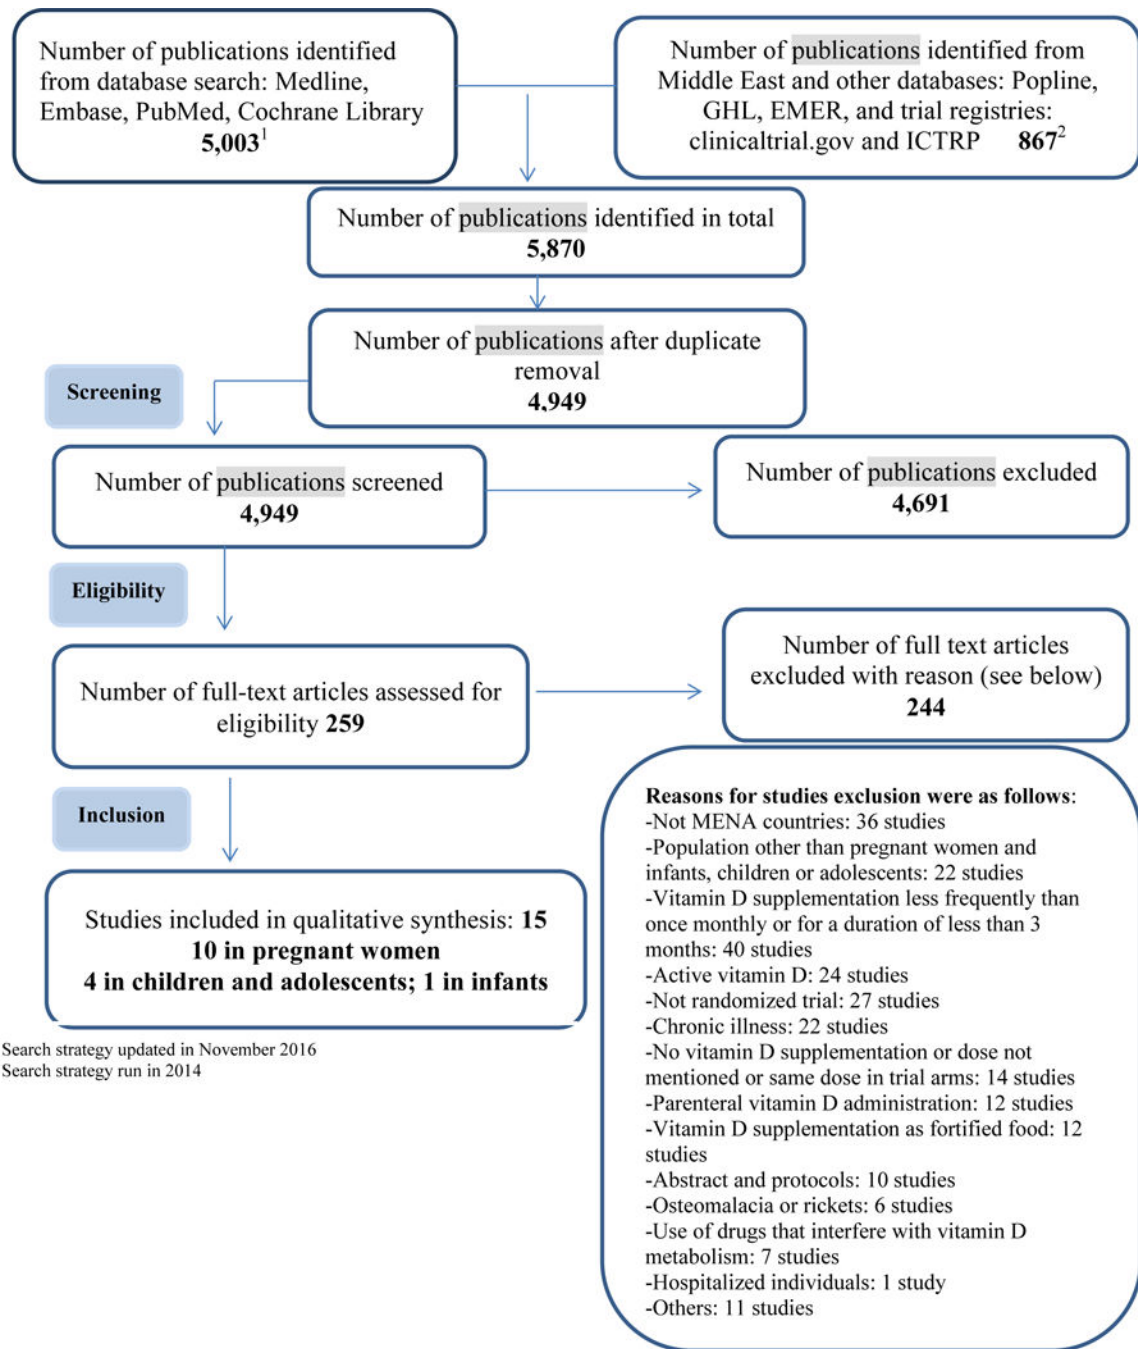 Number of publications identified
from database search: Medline,
Embase, PubMed, Cochrane Library
5,003¹
Number of publications identified from
Middle East and other databases: Popline,
GHL, EMER, and trial registries:
clinicaltrial.gov and ICTRP 867²
Number of publications identified in total
5,870
Number of publications after duplicate
removal
4,949
Screening
Number of publications screened
4,949
Number of publications excluded
4,691
Eligibility
Number of full-text articles assessed for
eligibility 259
Number of full text articles
excluded with reason (see below)
244
Inclusion
Studies included in qualitative synthesis: 15
10 in pregnant women
4 in children and adolescents; 1 in infants
Reasons for studies exclusion were as follows:
-Not MENA countries: 36 studies
-Population other than pregnant women and
infants, children or adolescents: 22 studies
-Vitamin D supplementation less frequently than
once monthly or for a duration of less than 3
months: 40 studies
-Active vitamin D: 24 studies
-Not randomized trial: 27 studies
-Chronic illness: 22 studies
-No vitamin D supplementation or dose not
mentioned or same dose in trial arms: 14 studies
-Parenteral vitamin D administration: 12 studies
-Vitamin D supplementation as fortified food: 12
studies
-Abstract and protocols: 10 studies
-Osteomalacia or rickets: 6 studies
-Use of drugs that interfere with vitamin D
metabolism: 7 studies
-Hospitalized individuals: 1 study
-Others: 11 studies
Search strategy updated in November 2016
Search strategy run in 2014